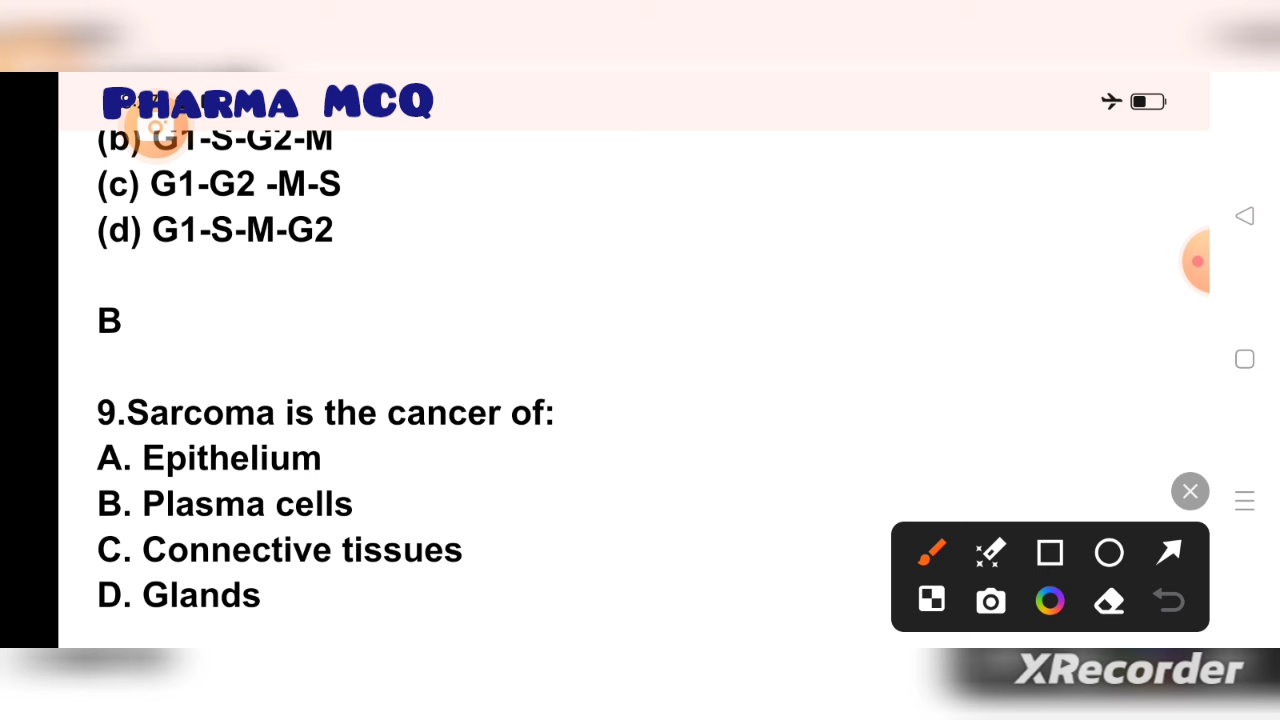 PHARMA MCQ
(b) G1-S-G2-M
(c) G1-G2 -M-S
(d) G1-S-M-G2
B
9.Sarcoma is the cancer of:
A. Epithelium
B. Plasma cells
C. Connective tissues
D. Glands
XRecorder